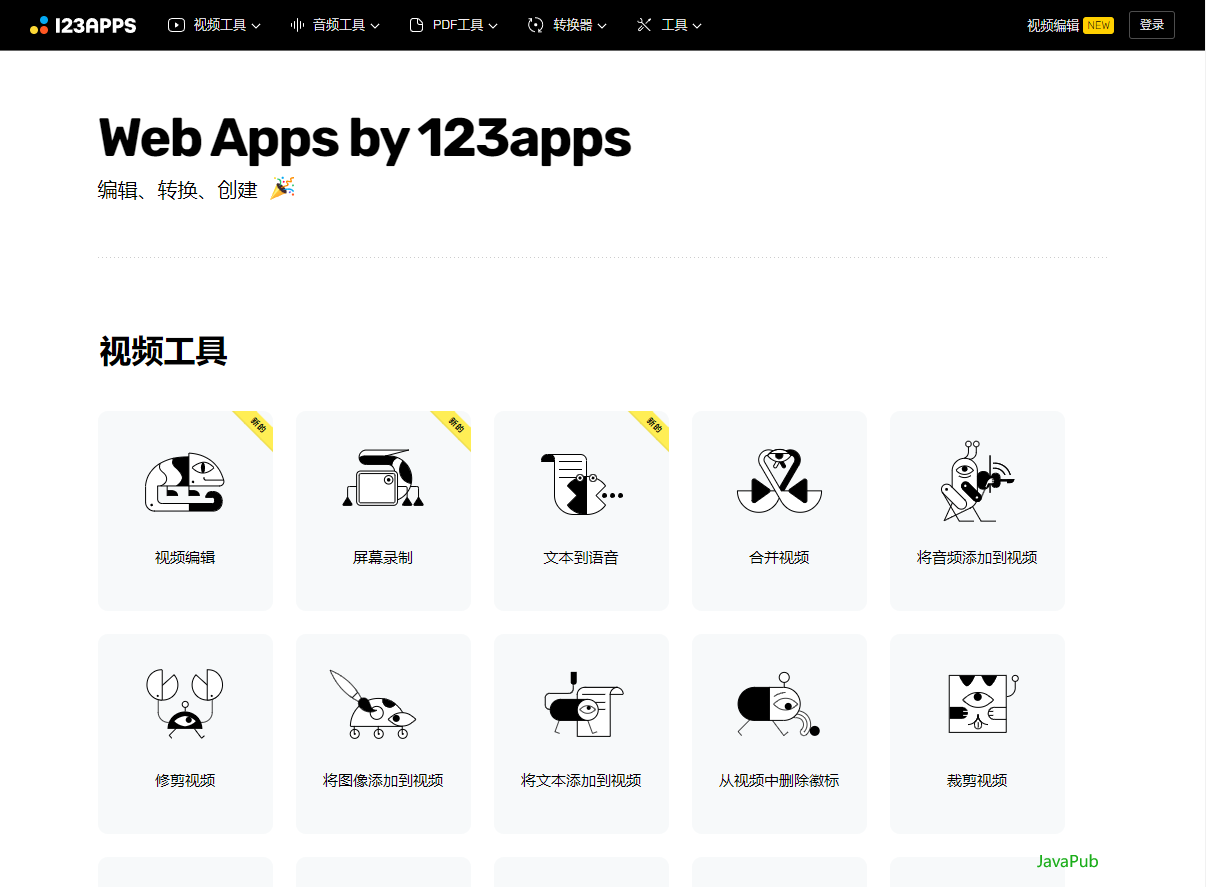 123APPS 视频工具 音频工具 PDF工具 转换器 工具 视频编辑 NEW 登录
Web Apps by 123apps
编辑、转换、创建 🎉
视频工具
新的 新的 新的
视频编辑 屏幕录制 文本到语音 合并视频 将音频添加到视频
修剪视频 将图像添加到视频 将文本添加到视频 从视频中删除徽标 裁剪视频
JavaPub